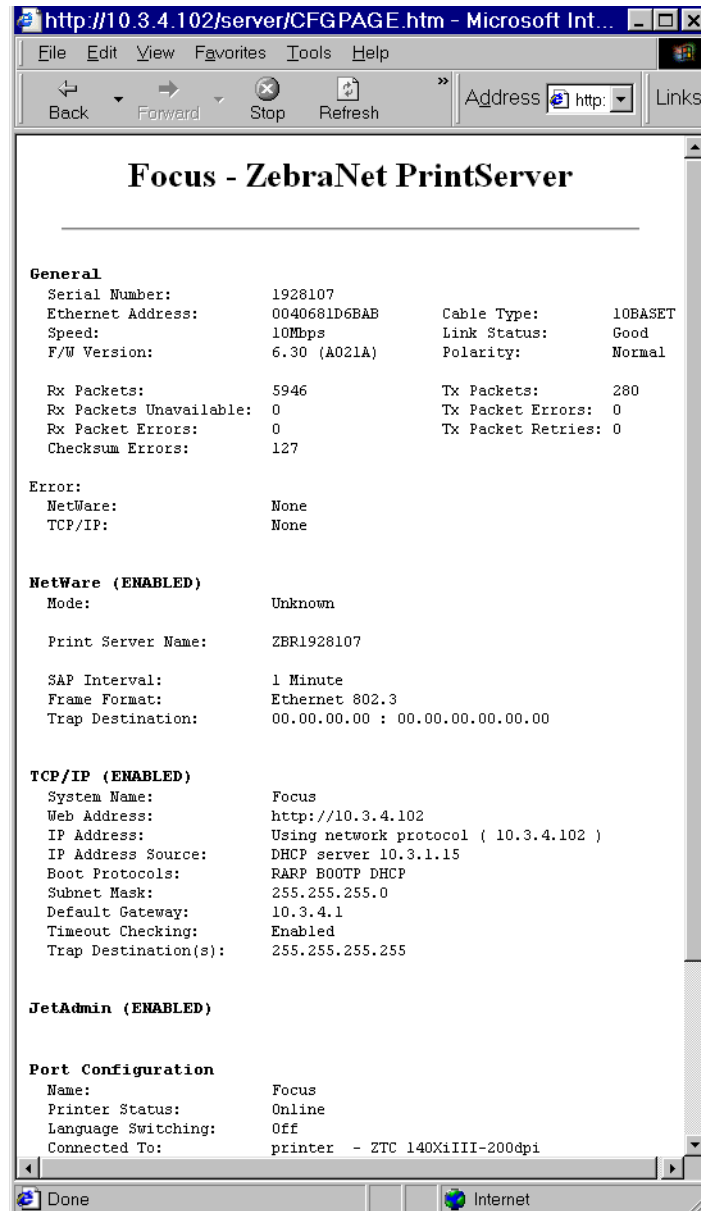 http://10.3.4.102/server/CFGPAGE.htm - Microsoft Int...
File Edit View Favorites Tools Help
Back Forward Stop Refresh » Address http: Links
Focus - ZebraNet PrintServer
General
Serial Number: 1928107
Ethernet Address: 0040681D6BAB Cable Type: 10BASET
Speed: 10Mbps Link Status: Good
F/W Version: 6.30 (A021A) Polarity: Normal
Rx Packets: 5946 Tx Packets: 280
Rx Packets Unavailable: 0 Tx Packet Errors: 0
Rx Packet Errors: 0 Tx Packet Retries: 0
Checksum Errors: 127
Error:
NetWare: None
TCP/IP: None
NetWare (ENABLED)
Mode: Unknown
Print Server Name: ZBR1928107
SAP Interval: 1 Minute
Frame Format: Ethernet 802.3
Trap Destination: 00.00.00.00 : 00.00.00.00.00.00
TCP/IP (ENABLED)
System Name: Focus
Web Address: http://10.3.4.102
IP Address: Using network protocol ( 10.3.4.102 )
IP Address Source: DHCP server 10.3.1.15
Boot Protocols: RARP BOOTP DHCP
Subnet Mask: 255.255.255.0
Default Gateway: 10.3.4.1
Timeout Checking: Enabled
Trap Destination(s): 255.255.255.255
JetAdmin (ENABLED)
Port Configuration
Name: Focus
Printer Status: Online
Language Switching: Off
Connected To: printer - ZTC 140XiIII-200dpi
Done Internet